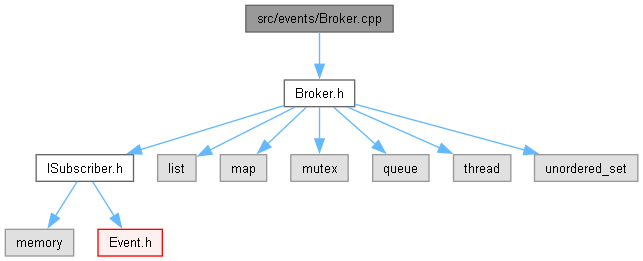 src/events/Broker.cpp
Broker.h
ISubscriber.h
list
map
mutex
queue
thread
unordered_set
memory
Event.h